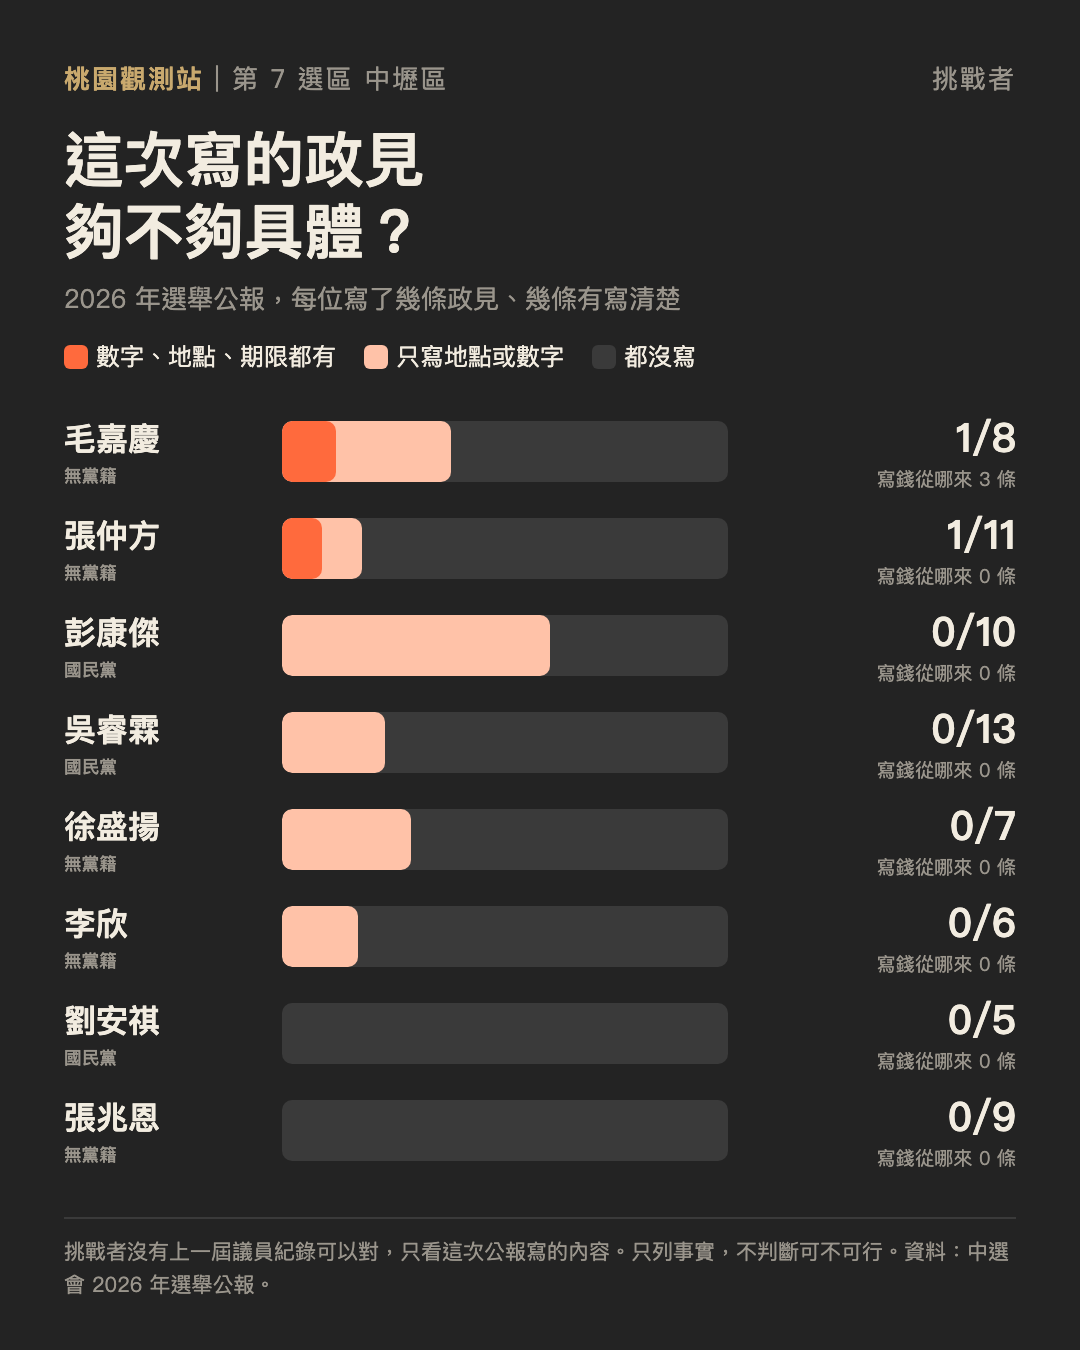 桃園觀測站｜第 7 選區 中壢區
挑戰者
這次寫的政見
夠不夠具體？
2026 年選舉公報，每位寫了幾條政見、幾條有寫清楚
數字、地點、期限都有 只寫地點或數字 都沒寫
毛嘉慶
無黨籍
1/8
寫錢從哪來 3 條
張仲方
無黨籍
1/11
寫錢從哪來 0 條
彭康傑
國民黨
0/10
寫錢從哪來 0 條
吳睿霖
國民黨
0/13
寫錢從哪來 0 條
徐盛揚
無黨籍
0/7
寫錢從哪來 0 條
李欣
無黨籍
0/6
寫錢從哪來 0 條
劉安祺
國民黨
0/5
寫錢從哪來 0 條
張兆恩
無黨籍
0/9
寫錢從哪來 0 條
挑戰者沒有上一屆議員紀錄可以對，只看這次公報寫的內容。只列事實，不判斷可不可行。資料：中選
會 2026 年選舉公報。